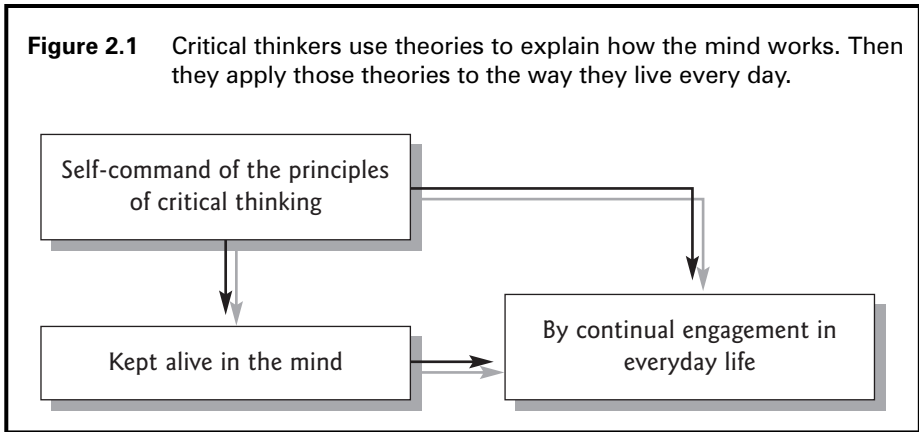 Figure 2.1 Critical thinkers use theories to explain how the mind works. Then
they apply those theories to the way they live every day.
Self-command of the principles
of critical thinking
Kept alive in the mind
By continual engagement in
everyday life